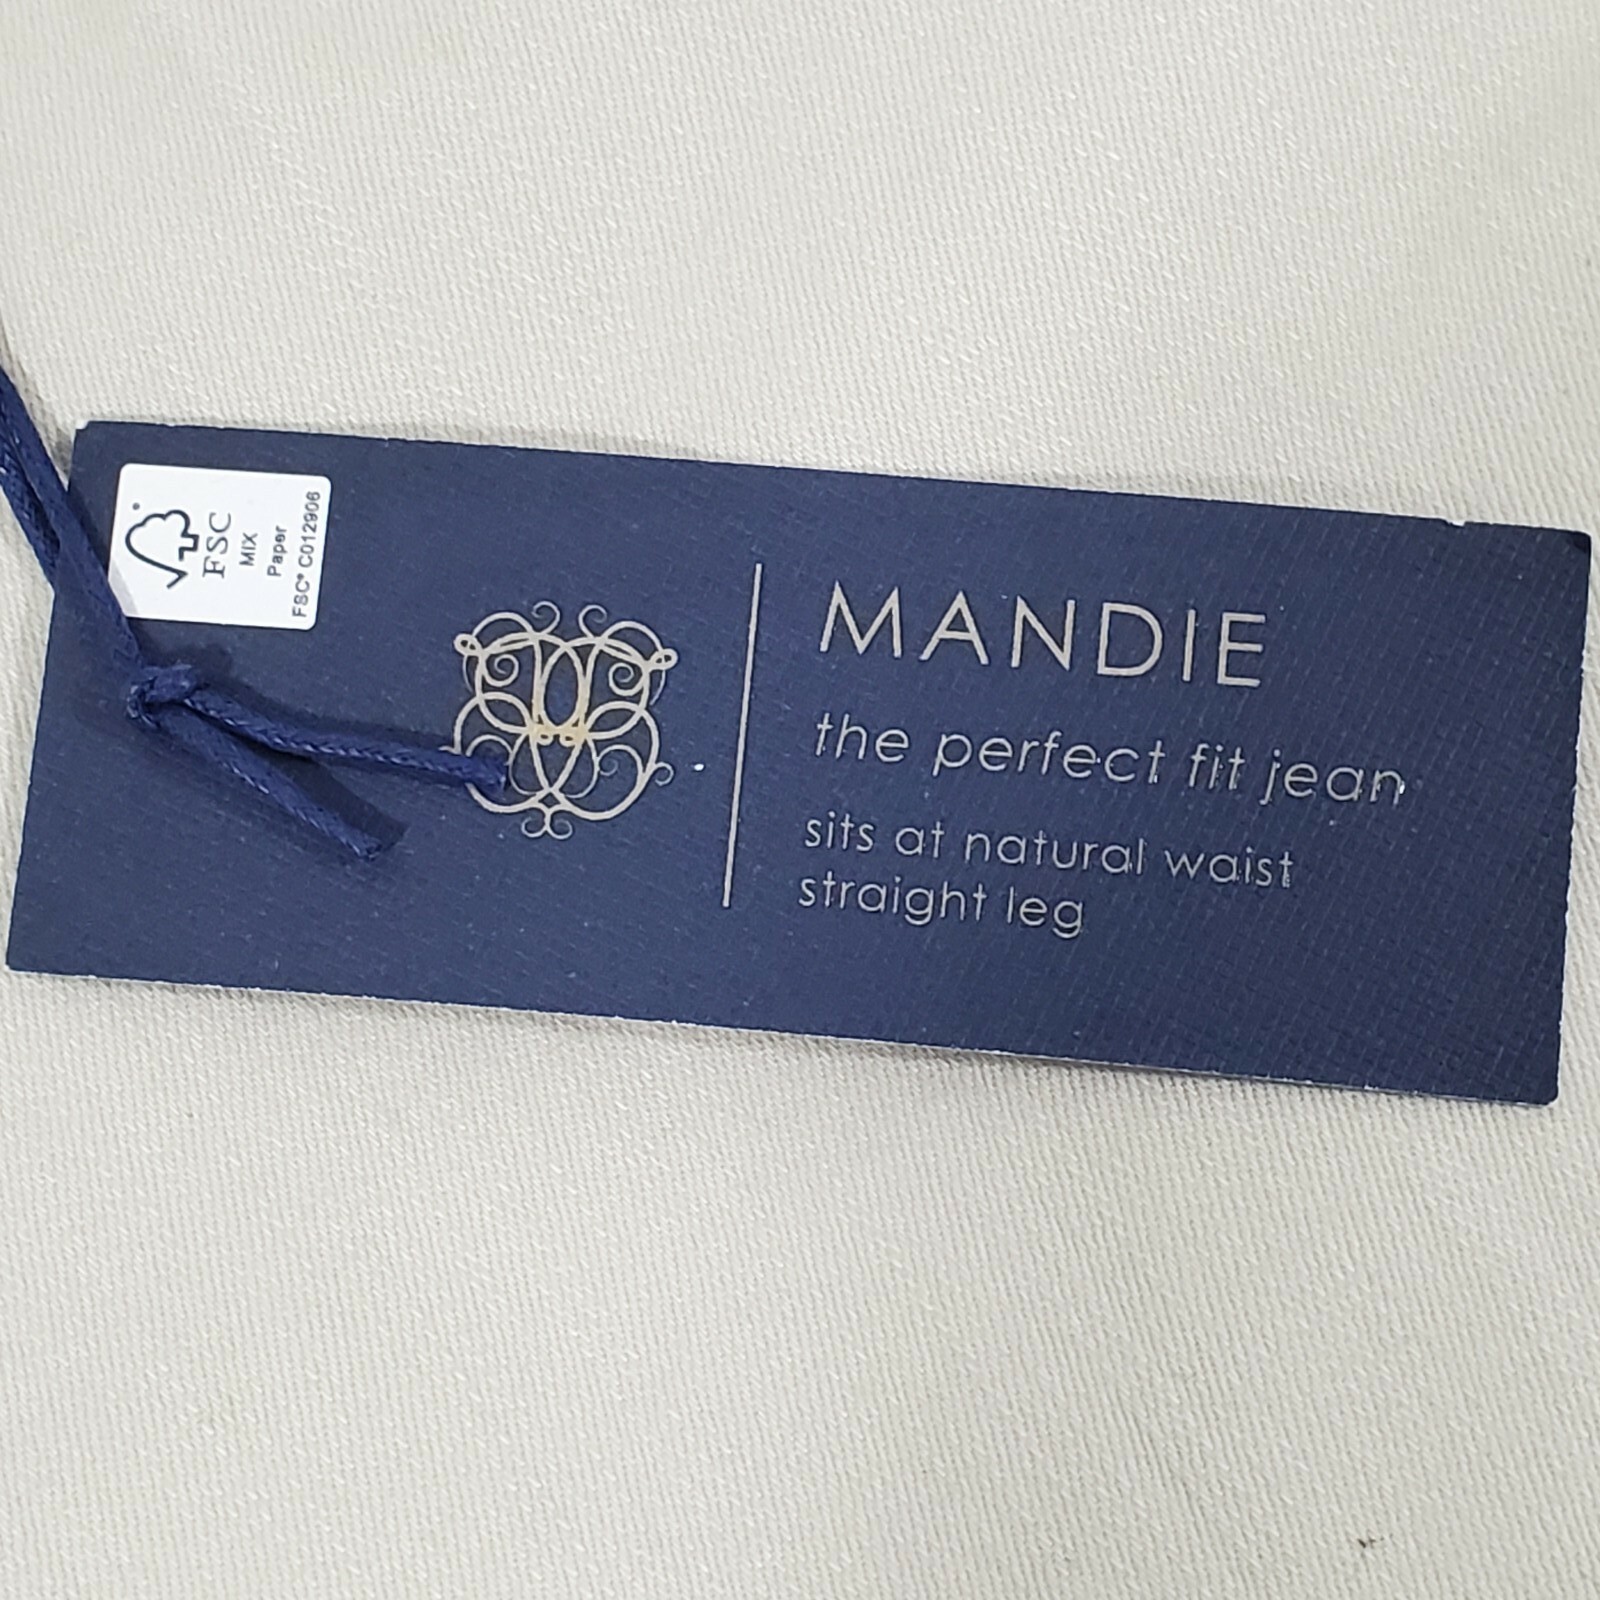 FSC
MIX
Paper
FSC® C012906
MANDIE
the perfect fit jean
sits at natural waist
straight leg